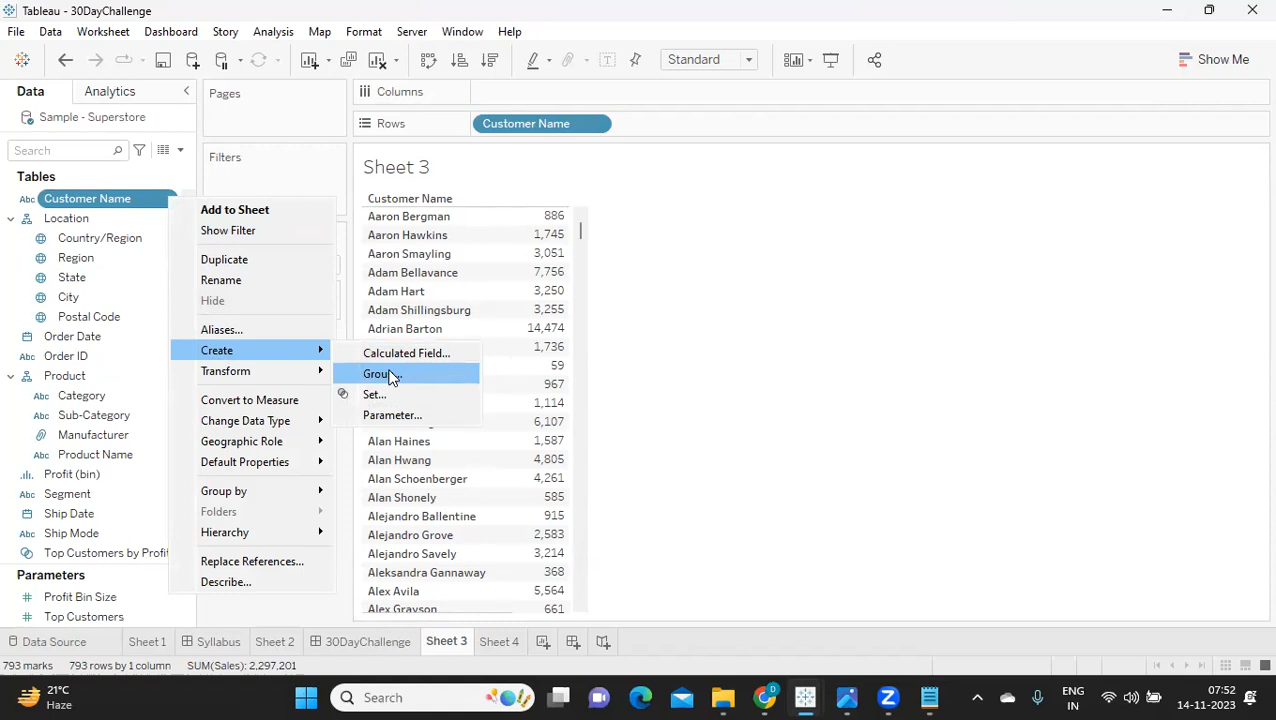 Tableau - 30DayChallenge
File Data Worksheet Dashboard Story Analysis Map Format Server Window Help
Standard
Show Me
Data Analytics
Sample - Superstore
Search
Tables
Abc Customer Name
Location
Country/Region
Region
State
City
Postal Code
Order Date
Abc Order ID
Product
Abc Category
Abc Sub-Category
Manufacturer
Abc Product Name
Profit (bin)
Abc Segment
Ship Date
Abc Ship Mode
Top Customers by Profit
Parameters
# Profit Bin Size
# Top Customers
Add to Sheet
Show Filter
Duplicate
Rename
Hide
Aliases...
Create
Transform
Convert to Measure
Change Data Type
Geographic Role
Default Properties
Group by
Folders
Hierarchy
Replace References...
Describe...
Calculated Field...
Set...
Parameter...
Pages
Filters
Columns
Rows Customer Name
Sheet 3
Customer Name
Aaron Bergman 886
Aaron Hawkins 1,745
Aaron Smayling 3,051
Adam Bellavance 7,756
Adam Hart 3,250
Adam Shillingsburg 3,255
Adrian Barton 14,474
1,736
59
967
1,114
6,107
Alan Haines 1,587
Alan Hwang 4,805
Alan Schoenberger 4,261
Alan Shonely 585
Alejandro Ballentine 915
Alejandro Grove 2,583
Alejandro Savely 3,214
Aleksandra Gannaway 368
Alex Avila 5,564
Alex Grayson 661
Data Source Sheet 1 Syllabus Sheet 2 30DayChallenge Sheet 3 Sheet 4
793 marks 793 rows by 1 column SUM(Sales): 2,297,201
21°C
Haze
Search
ENG
IN
07:52
14-11-2023